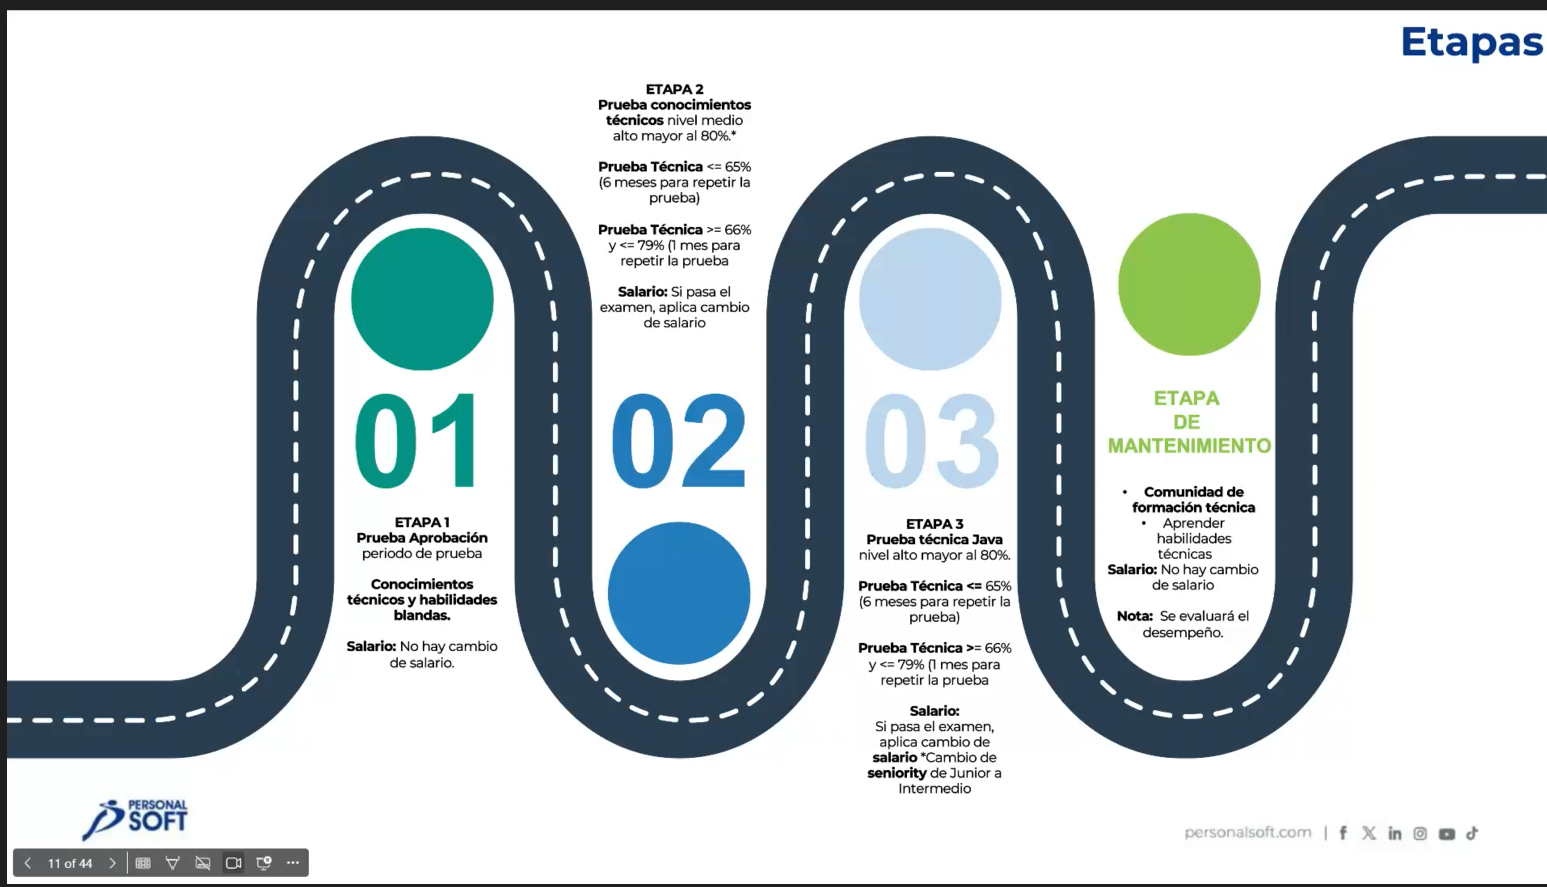 Etapas
ETAPA 2
Prueba conocimientos
técnicos nivel medio
alto mayor al 80%.*
Prueba Técnica <= 65%
(6 meses para repetir la
prueba)
Prueba Técnica >= 66%
y <= 79% (1 mes para
repetir la prueba
Salario: Si pasa el
examen, aplica cambio
de salario
01
02
03
ETAPA
DE
MANTENIMIENTO
ETAPA 1
Prueba Aprobación
periodo de prueba
Conocimientos
técnicos y habilidades
blandas.
Salario: No hay cambio
de salario.
ETAPA 3
Prueba técnica Java
nivel alto mayor al 80%.
Prueba Técnica <= 65%
(6 meses para repetir la
prueba)
Prueba Técnica >= 66%
y <= 79% (1 mes para
repetir la prueba
Salario:
Si pasa el examen,
aplica cambio de
salario *Cambio de
seniority de Junior a
Intermedio
• Comunidad de
formación técnica
• Aprender
habilidades
técnicas
Salario: No hay cambio
de salario
Nota: Se evaluará el
desempeño.
PERSONAL
SOFT
personalsoft.com |
11 of 44